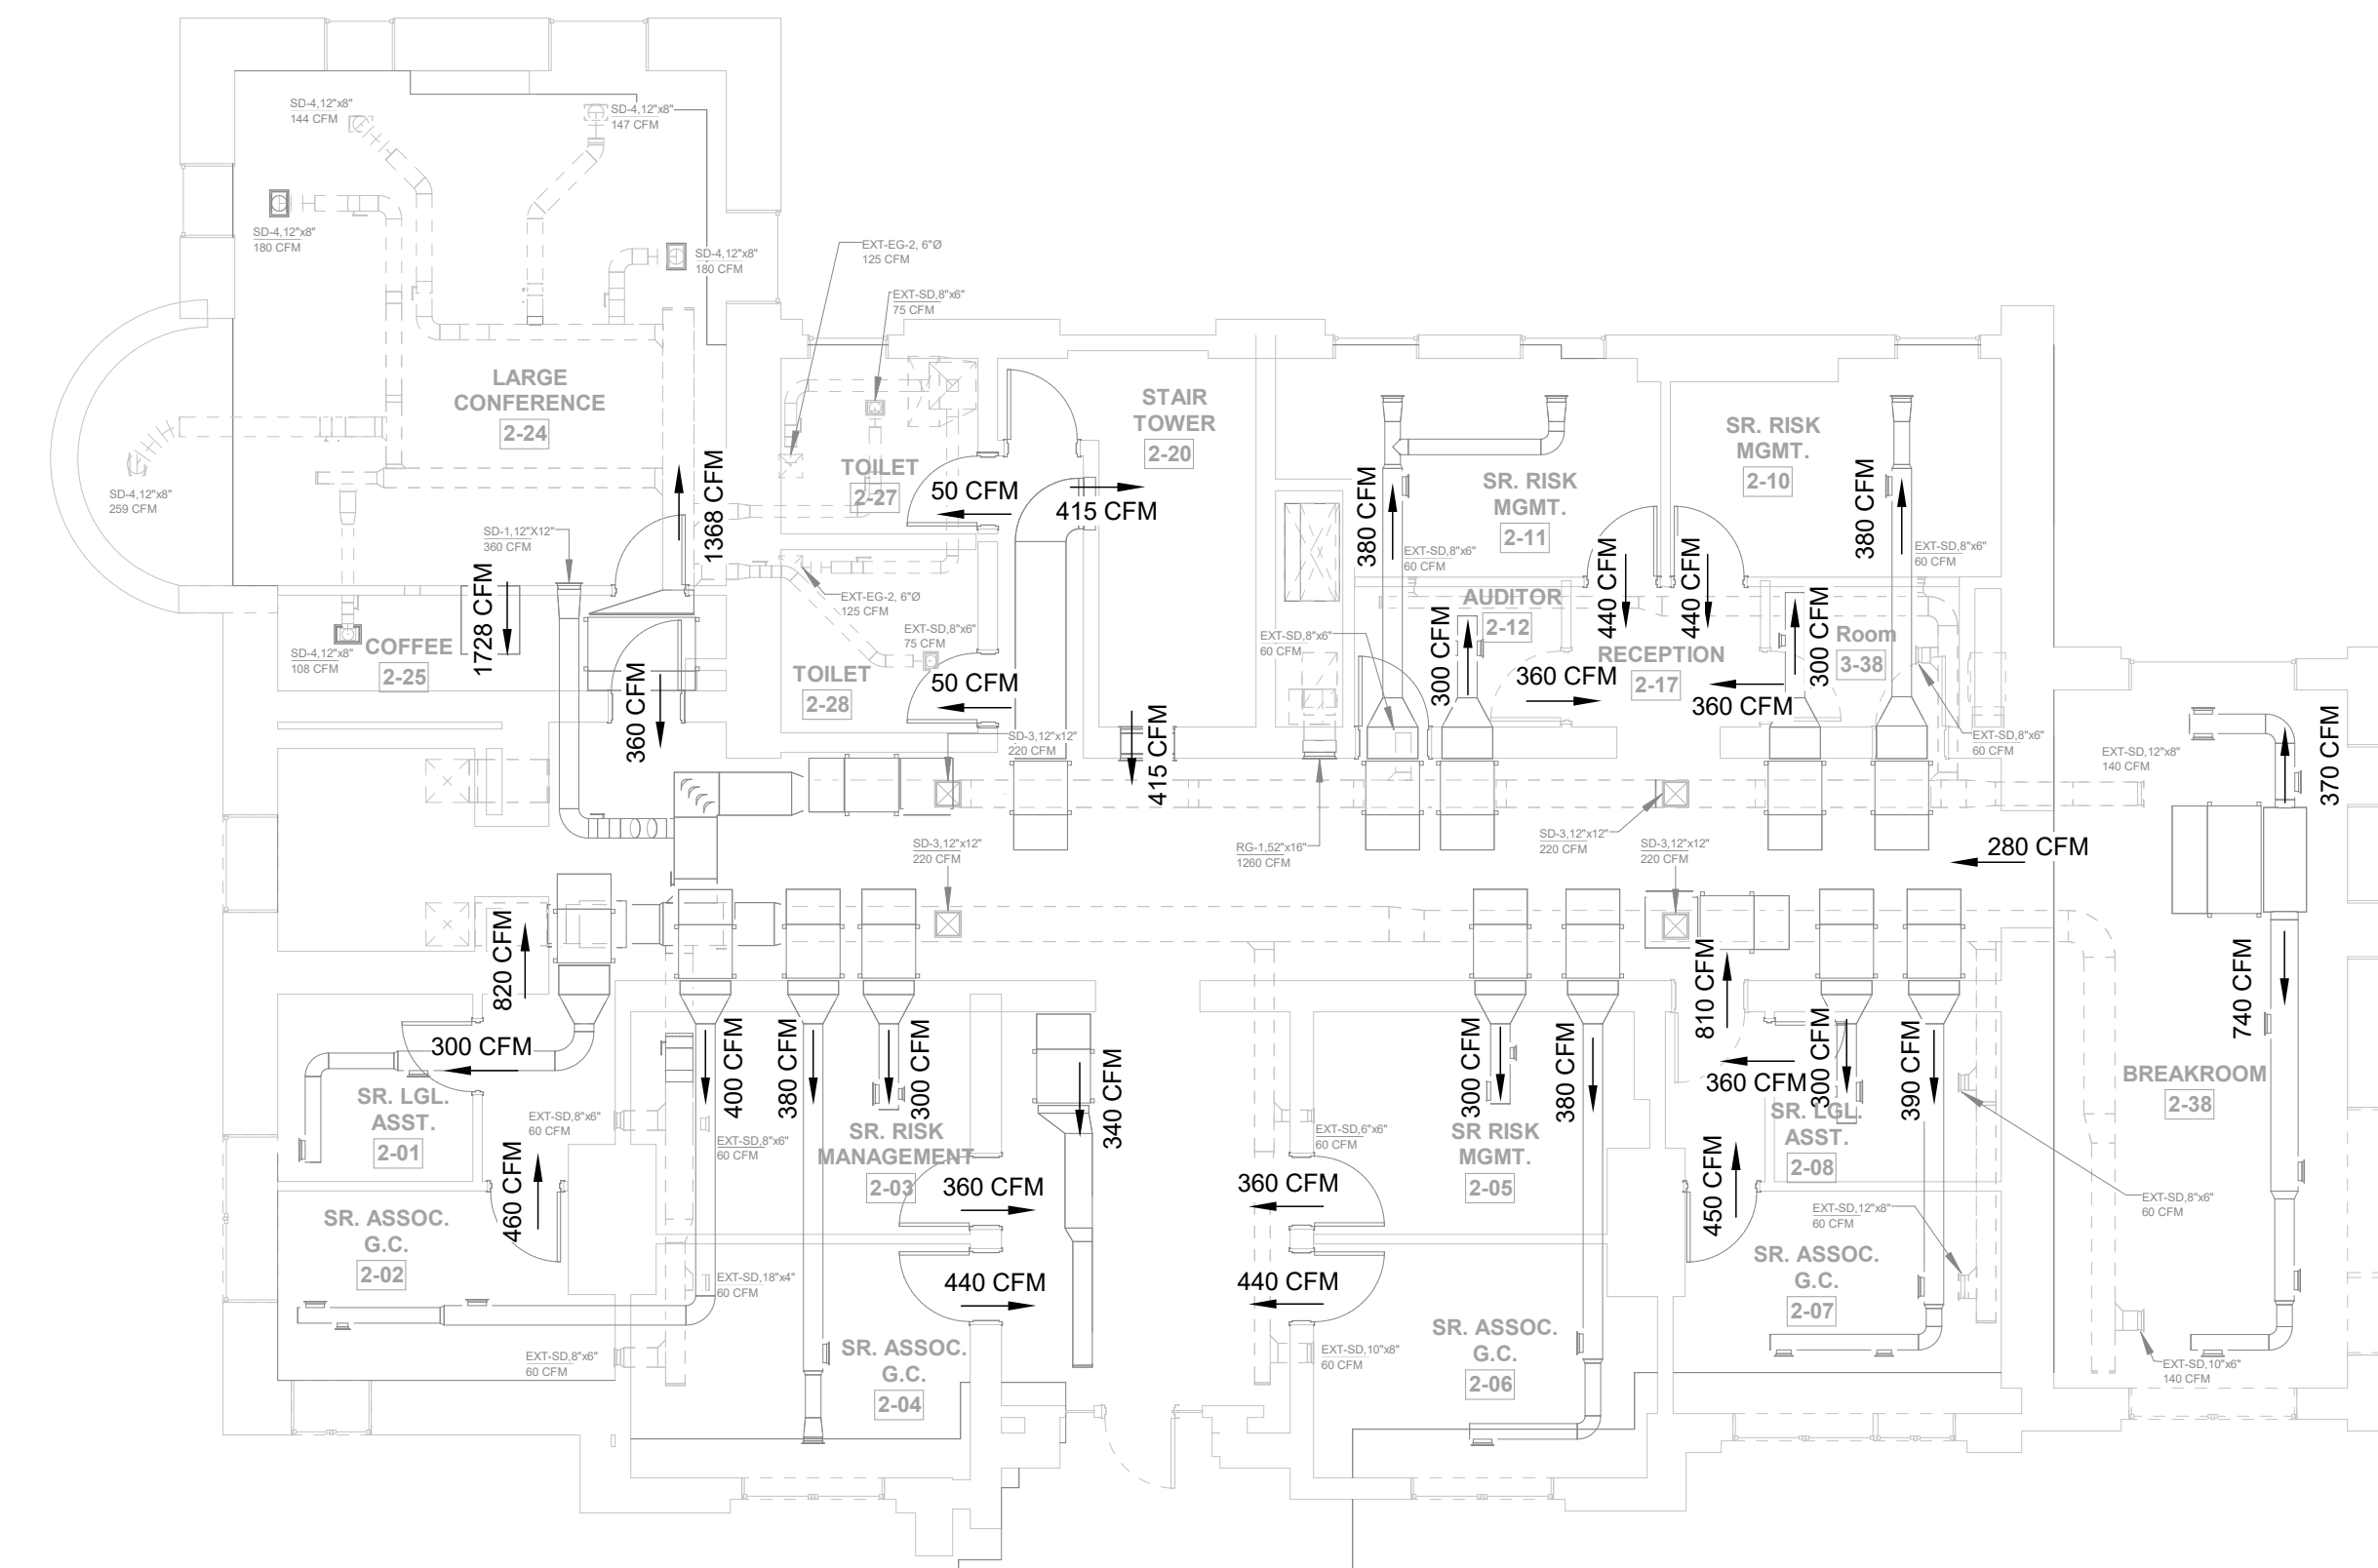 SD-4,12"x8"
144 CFM
SD-4,12"x8"
147 CFM
SD-4,12"x8"
180 CFM
SD-4,12"x8"
180 CFM
EXT-EG-2, 6"Ø
125 CFM
EXT-SD,8"x6"
75 CFM
LARGE
CONFERENCE
2-24
SD-4,12"x8"
259 CFM
SD-1,12"X12"
360 CFM
1368 CFM
TOILET
2-27
50 CFM
415 CFM
STAIR
TOWER
2-20
380 CFM
SR. RISK
MGMT.
2-11
SR. RISK
MGMT.
2-10
380 CFM
EXT-SD,8"x6"
60 CFM
EXT-SD,8"x6"
60 CFM
440 CFM
440 CFM
1728 CFM
COFFEE
2-25
SD-4,12"x8"
108 CFM
360 CFM
EXT-EG-2, 6"Ø
125 CFM
EXT-SD,8"x6"
75 CFM
TOILET
2-28
50 CFM
EXT-SD,8"x6"
60 CFM
AUDITOR
2-12
300 CFM
360 CFM
RECEPTION
2-17
360 CFM
300 CFM
Room
3-38
EXT-SD,8"x6"
60 CFM
SD-3,12"x12"
220 CFM
415 CFM
EXT-SD,12"x8"
140 CFM
370 CFM
SD-3,12"x12"
220 CFM
RG-1,52"x16"
1260 CFM
SD-3,12"x12"
220 CFM
SD-3,12"x12"
220 CFM
280 CFM
820 CFM
300 CFM
SR. LGL.
ASST.
2-01
460 CFM
EXT-SD,8"x6"
60 CFM
400 CFM
EXT-SD,8"x6"
60 CFM
380 CFM
300 CFM
SR. RISK
MANAGEMENT
2-03
360 CFM
340 CFM
300 CFM
380 CFM
EXT-SD,6"x6"
60 CFM
360 CFM
SR RISK
MGMT.
2-05
810 CFM
360 CFM
300 CFM
390 CFM
SR. LGL.
ASST.
2-08
740 CFM
BREAKROOM
2-38
EXT-SD,8"x6"
60 CFM
450 CFM
EXT-SD,12"x8"
60 CFM
SR. ASSOC.
G.C.
2-02
EXT-SD,18"x4"
60 CFM
440 CFM
440 CFM
SR. ASSOC.
G.C.
2-07
EXT-SD,8"x6"
60 CFM
SR. ASSOC.
G.C.
2-04
EXT-SD,10"x8"
60 CFM
SR. ASSOC.
G.C.
2-06
EXT-SD,10"x6"
140 CFM